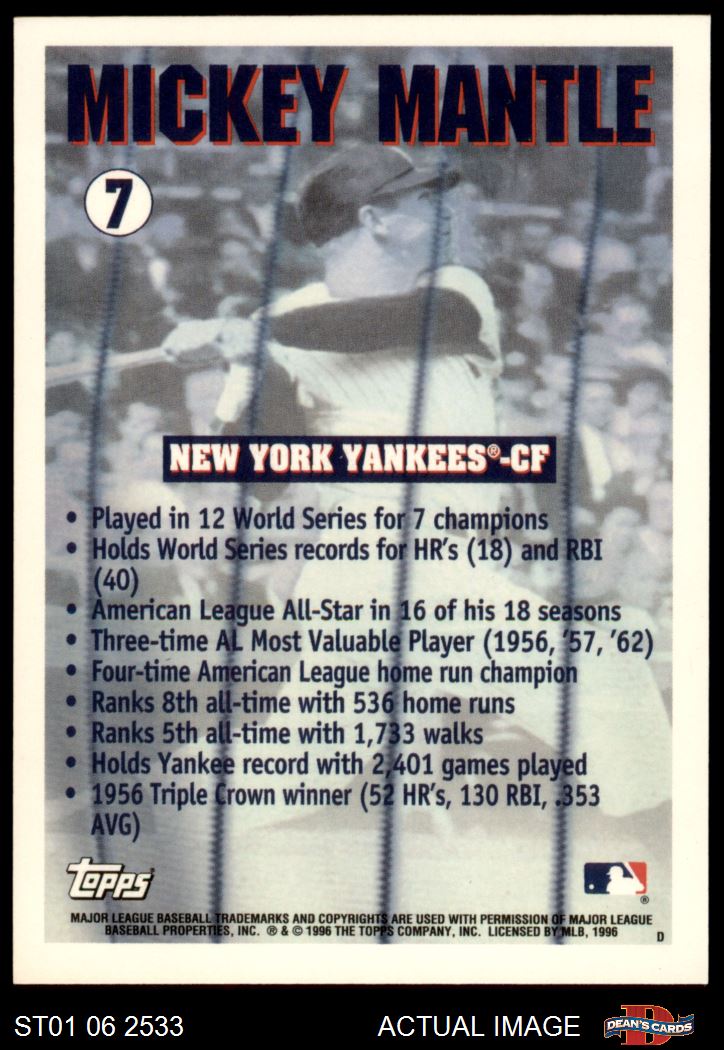 MICKEY MANTLE
7
NEW YORK YANKEES®-CF
• Played in 12 World Series for 7 champions
• Holds World Series records for HR's (18) and RBI
(40)
• American League All-Star in 16 of his 18 seasons
• Three-time AL Most Valuable Player (1956, '57, '62)
• Four-time American League home run champion
• Ranks 8th all-time with 536 home runs
• Ranks 5th all-time with 1,733 walks
• Holds Yankee record with 2,401 games played
• 1956 Triple Crown winner (52 HR's, 130 RBI, .353
AVG)
Topps
®
MAJOR LEAGUE BASEBALL TRADEMARKS AND COPYRIGHTS ARE USED WITH PERMISSION OF MAJOR LEAGUE
BASEBALL PROPERTIES, INC. ® & © 1996 THE TOPPS COMPANY, INC. LICENSED BY MLB, 1996
D
ST01 06 2533 ACTUAL IMAGE D DEAN'S CARDS